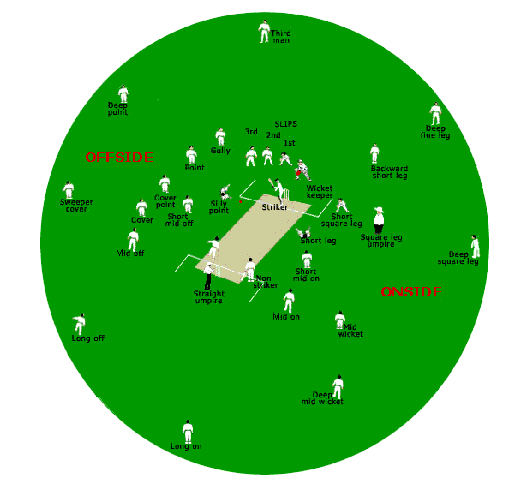 Third
man
Deep
point
Deep
fine leg
SLIPS
3rd
2nd
1st
Gully
OFFSIDE
Point
Backward
short leg
Wicket
keeper
Sweeper
cover
Cover
point
Silly
point
Striker
Cover
Short
mid off
Short
square leg
Square leg
umpira
Short leg
Mid off
Deep
square leg
Non
striker
Short
mid on
Straight
umpira
ONSIDE
Mid on
Mid
wicket
Long off
Deep
mid wicket
Long on